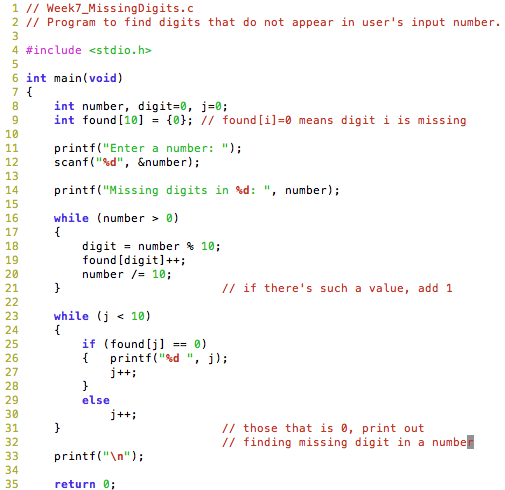 1 // Week7_MissingDigits.c
2 // Program to find digits that do not appear in user's input number.
3
4 #include <stdio.h>
5
6 int main(void)
7 {
8     int number, digit=0, j=0;
9     int found[10] = {0}; // found[i]=0 means digit i is missing
10
11     printf("Enter a number: ");
12     scanf("%d", &number);
13
14     printf("Missing digits in %d: ", number);
15
16     while (number > 0)
17     {
18         digit = number % 10;
19         found[digit]++;
20         number /= 10;
21     }                       // if there's such a value, add 1
22
23     while (j < 10)
24     {
25         if (found[j] == 0)
26         {   printf("%d ", j);
27             j++;
28         }
29         else
30             j++;
31     }                       // those that is 0, print out
32                             // finding missing digit in a number
33     printf("\n");
34
35     return 0;